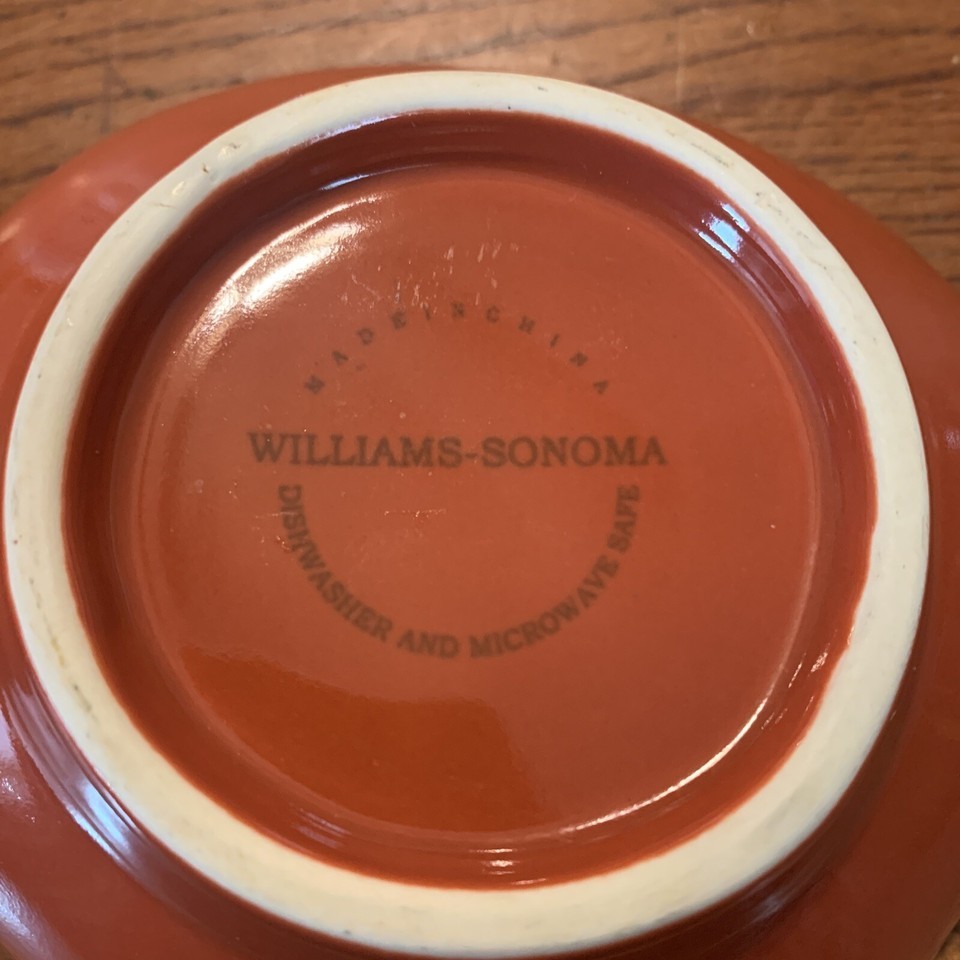 MADE IN CHINA
WILLIAMS-SONOMA
DISHWASHER AND MICROWAVE SAFE